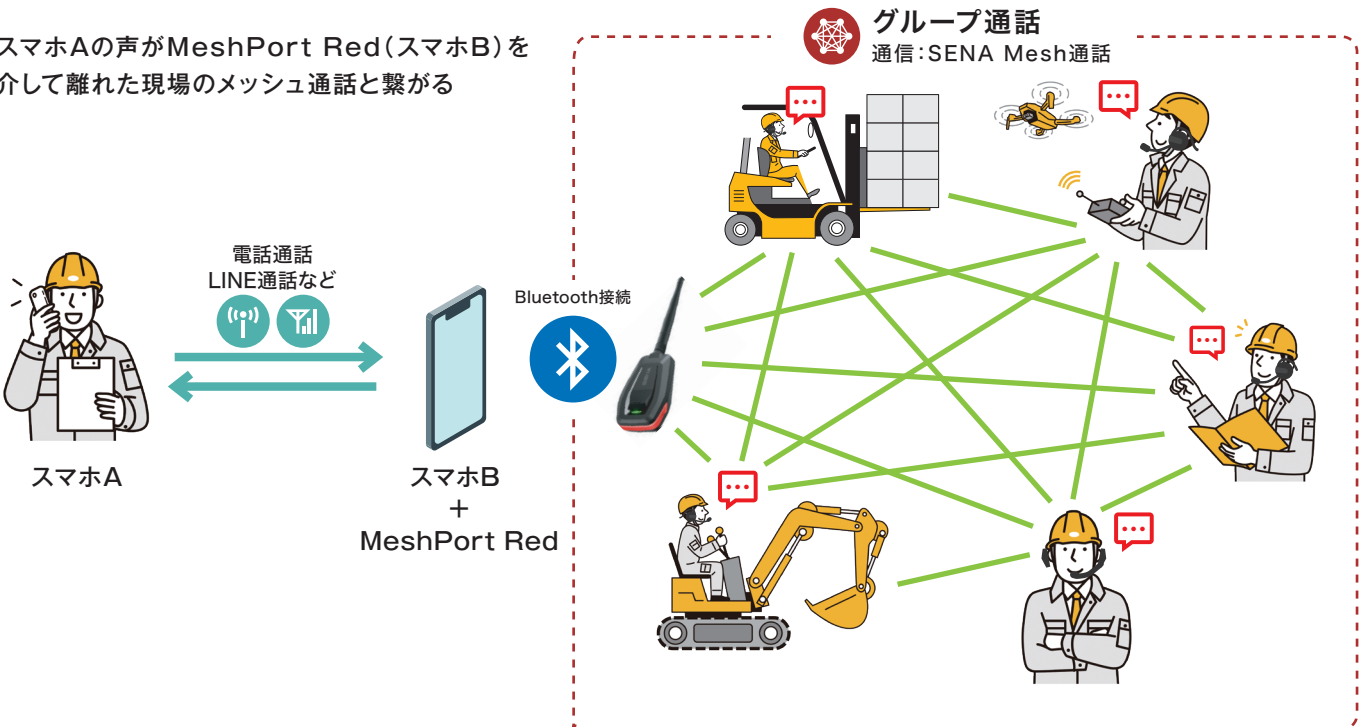 スマホAの声がMeshPort Red（スマホB）を
介して離れた現場のメッシュ通話と繋がる
グループ通話
通信：SENA Mesh通話
電話通話
LINE通話など
Bluetooth接続
スマホA
スマホB
＋
MeshPort Red